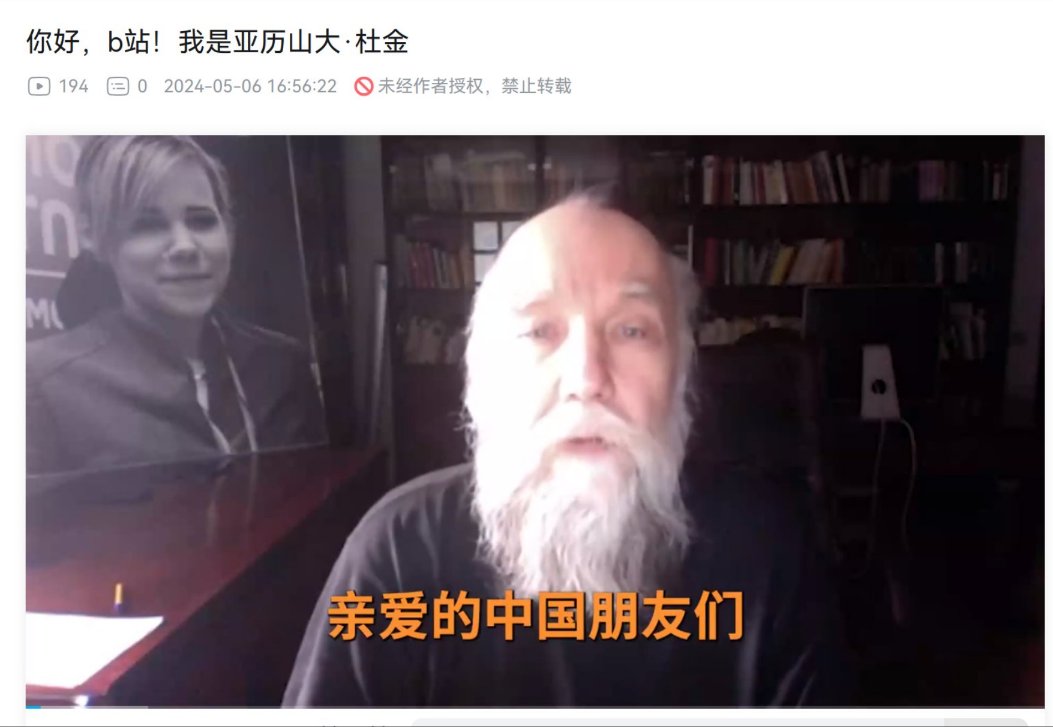 你好，b站！我是亚历山大·杜金
194 0 2024-05-06 16:56:22 未经作者授权，禁止转载
亲爱的中国朋友们